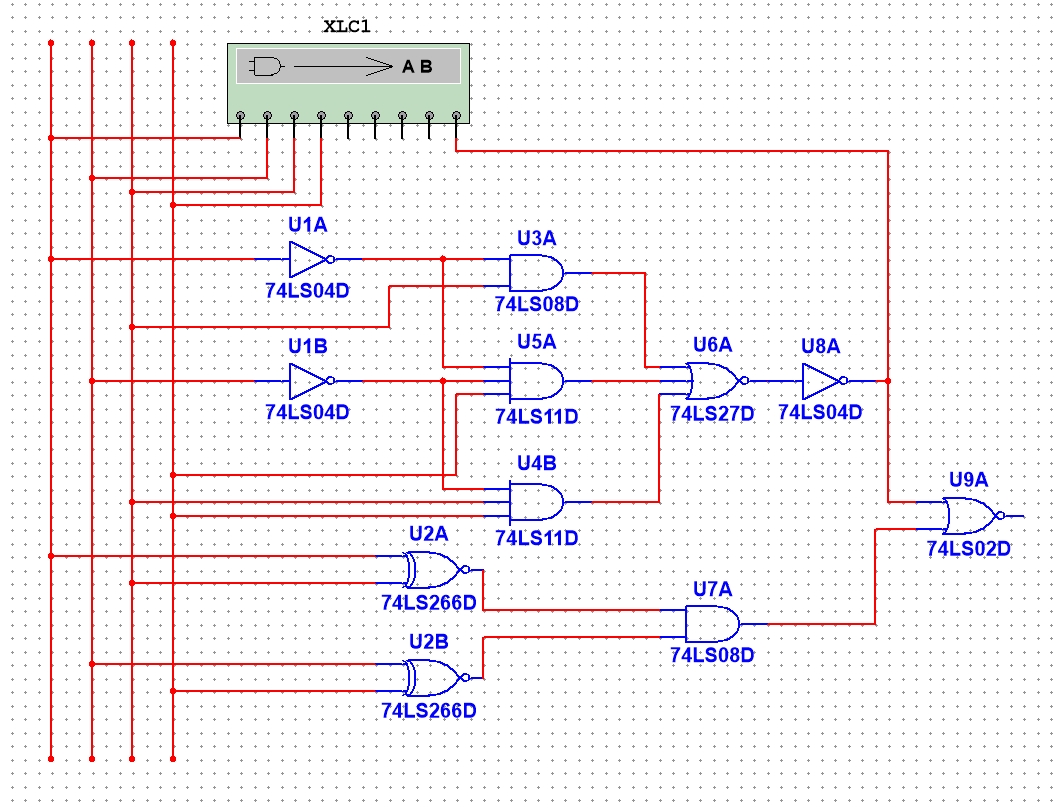 XLC1
A B
U1A
74LS04D
U3A
74LS08D
U1B
74LS04D
U5A
74LS11D
U6A
74LS27D
U8A
74LS04D
U4B
74LS11D
U9A
74LS02D
U2A
74LS266D
U7A
74LS08D
U2B
74LS266D